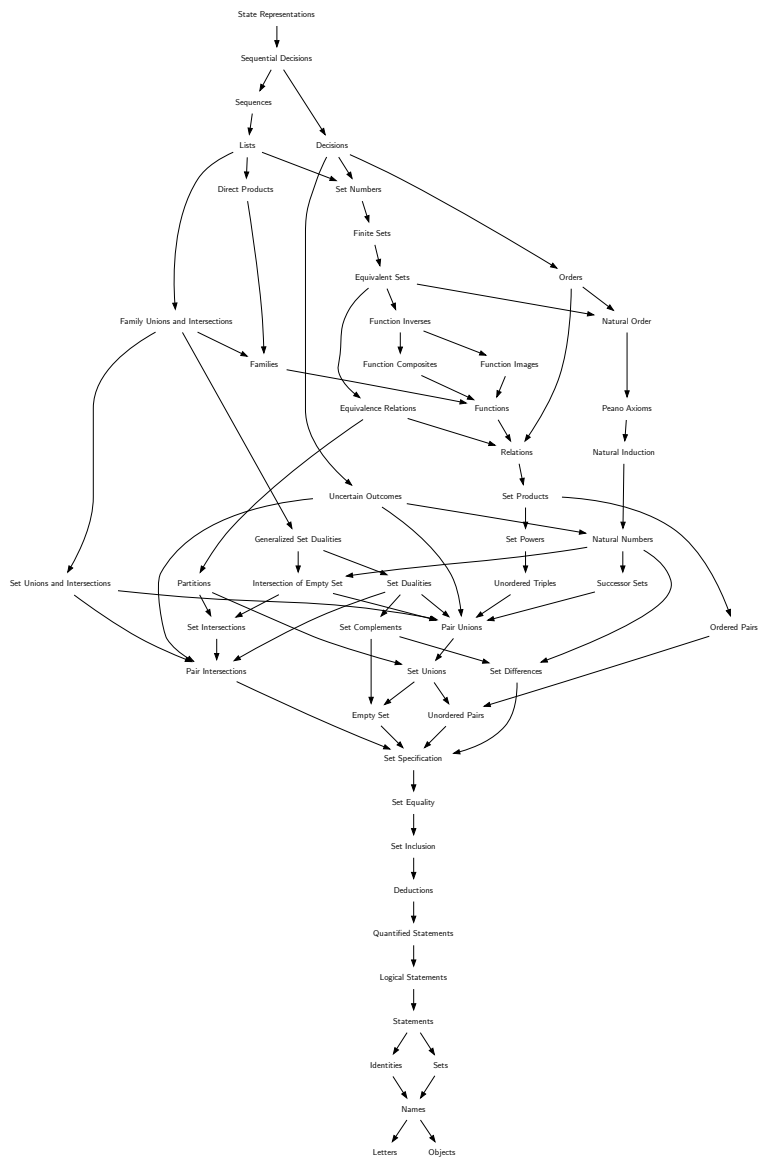 State Representations
Sequential Decisions
Sequences
Lists
Decisions
Direct Products
Set Numbers
Finite Sets
Equivalent Sets
Orders
Family Unions and Intersections
Function Inverses
Natural Order
Families
Function Composites
Function Images
Equivalence Relations
Functions
Peano Axioms
Relations
Natural Induction
Uncertain Outcomes
Set Products
Generalized Set Dualities
Set Powers
Natural Numbers
Set Unions and Intersections
Partitions
Intersection of Empty Set
Set Dualities
Unordered Triples
Successor Sets
Set Intersections
Set Complements
Pair Unions
Ordered Pairs
Pair Intersections
Set Unions
Set Differences
Empty Set
Unordered Pairs
Set Specification
Set Equality
Set Inclusion
Deductions
Quantified Statements
Logical Statements
Statements
Identities
Sets
Names
Letters
Objects